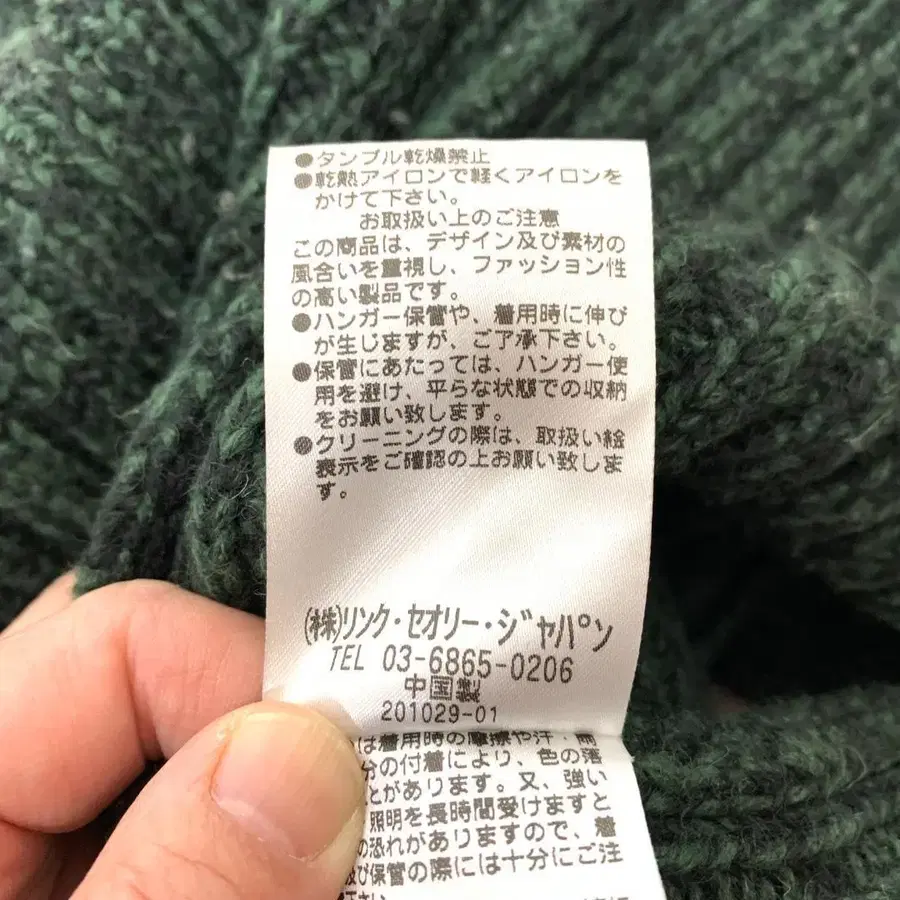 ●タンブル乾燥禁止
●乾熱アイロンで軽くアイロンを
かけて下さい。
お取扱い上のご注意
この商品は、デザイン及び素材の
風合いを重視し、ファッション性
の高い製品です。
●ハンガー保管や、着用時に伸び
が生じますが、ご了承下さい。
●保管にあたっては、ハンガー使
用を避け、平らな状態での収納
をお願い致します。
●クリーニングの際は、取扱い絵
表示をご確認の上お願い致しま
す。
(株)リンク・セオリー・ジャパン
TEL 03-6865-0206
中国製
201029-01
は着用時の摩擦や汗・雨
分の付着により、色の落
とがあります。又、強い
照明を長時間受けますと
の恐れがありますので、着
及び保管の際には十分にご注
下さい。